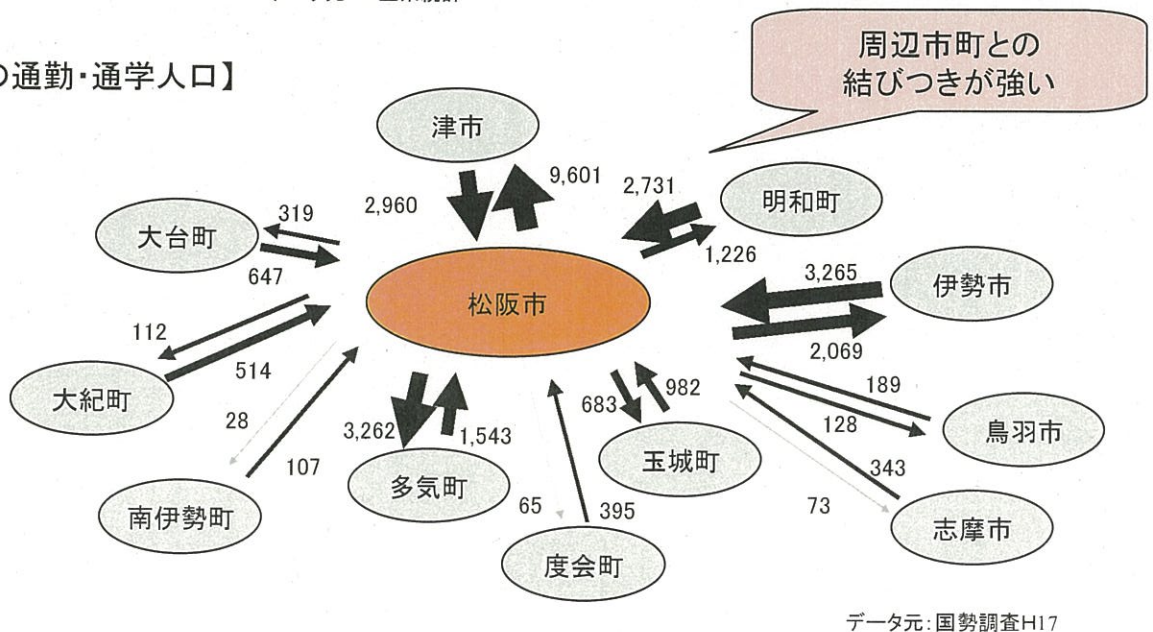 の通勤・通学人口】
周辺市町との
結びつきが強い
津市
2,960
9,601
2,731
明和町
1,226
大台町
319
647
松阪市
3,265
伊勢市
2,069
112
514
大紀町
189
128
鳥羽市
28
107
南伊勢町
3,262
1,543
多気町
683
982
玉城町
65
395
度会町
343
73
志摩市
データ元:国勢調査H17